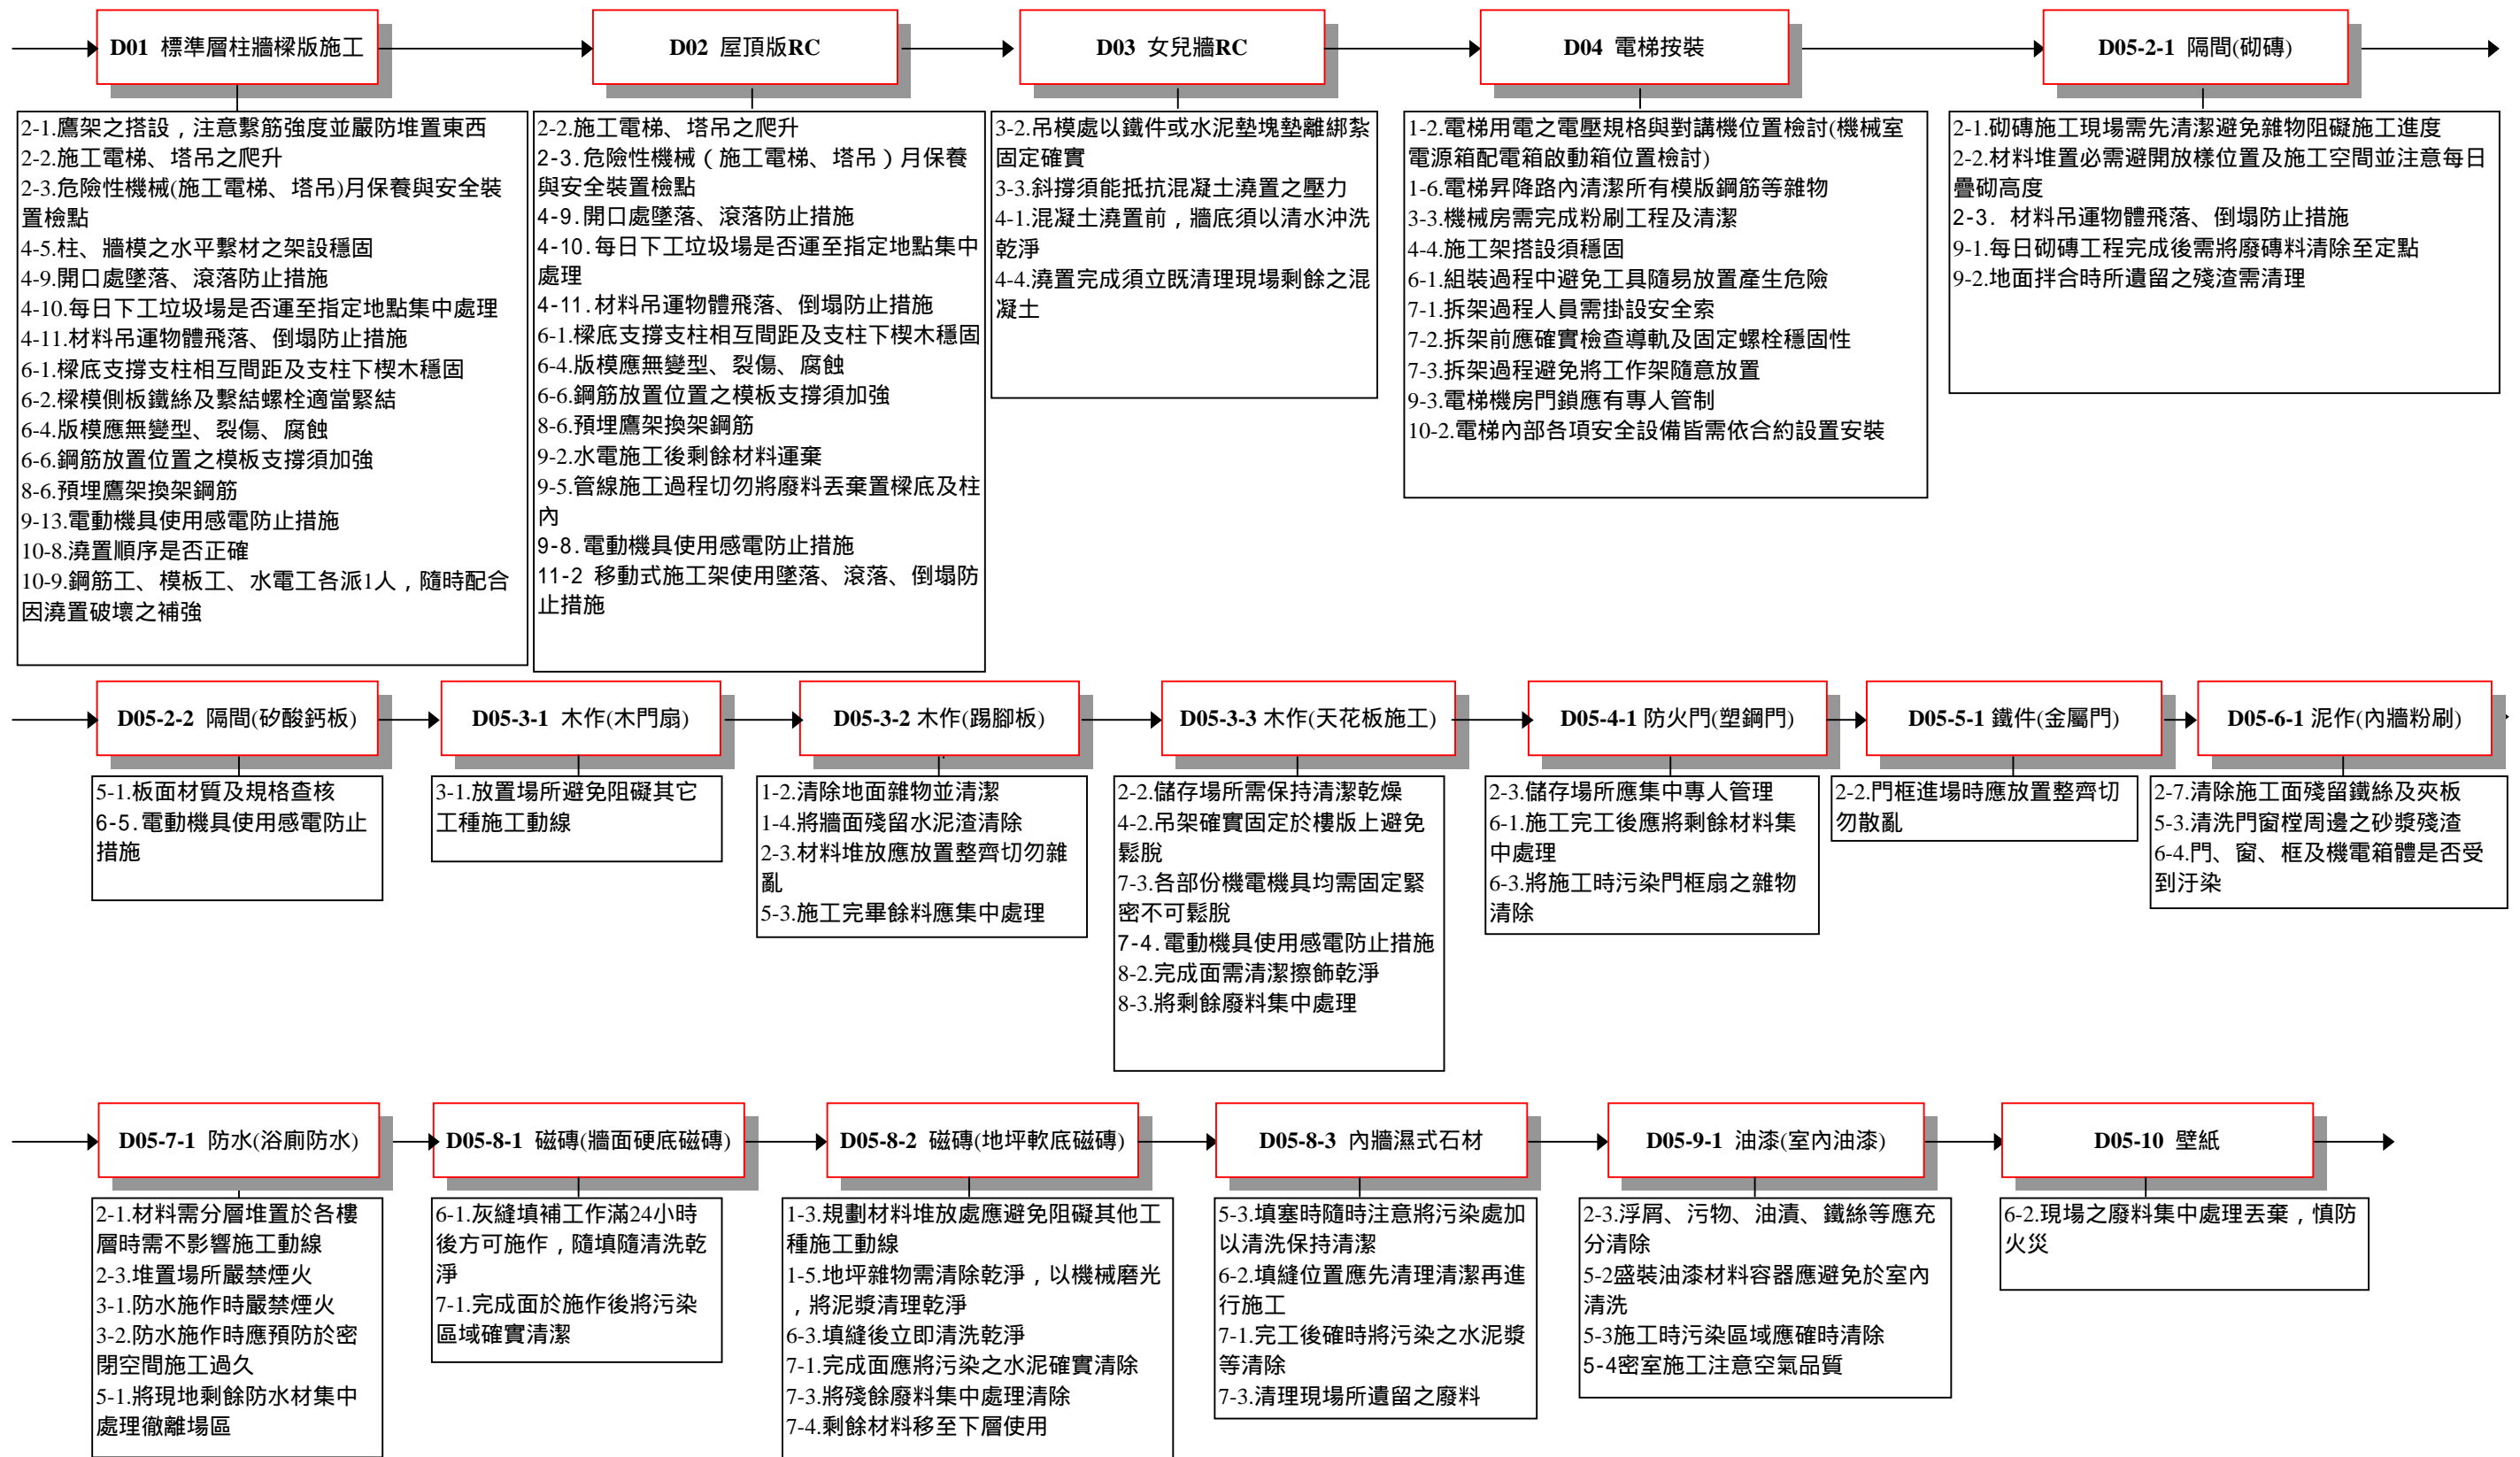 D01 標準層柱牆樑版施工
2-1.鷹架之搭設，注意繫筋強度並嚴防堆置東西
2-2.施工電梯、塔吊之爬升
2-3.危險性機械(施工電梯、塔吊)月保養與安全裝
置檢點
4-5.柱、牆模之水平繫材之架設穩固
4-9.開口處墜落、滾落防止措施
4-10.每日下工垃圾場是否運至指定地點集中處理
4-11.材料吊運物體飛落、倒塌防止措施
6-1.樑底支撐支柱相互間距及支柱下楔木穩固
6-2.樑模側板鐵絲及繫結螺栓適當緊結
6-4.版模應無變型、裂傷、腐蝕
6-6.鋼筋放置位置之模板支撐須加強
8-6.預埋鷹架換架鋼筋
9-13.電動機具使用感電防止措施
10-8.澆置順序是否正確
10-9.鋼筋工、模板工、水電工各派1人，隨時配合
因澆置破壞之補強
D02 屋頂版RC
2-2.施工電梯、塔吊之爬升
2-3.危險性機械（施工電梯、塔吊）月保養
與安全裝置檢點
4-9.開口處墜落、滾落防止措施
4-10.每日下工垃圾場是否運至指定地點集中
處理
4-11.材料吊運物體飛落、倒塌防止措施
6-1.樑底支撐支柱相互間距及支柱下楔木穩固
6-4.版模應無變型、裂傷、腐蝕
6-6.鋼筋放置位置之模板支撐須加強
8-6.預埋鷹架換架鋼筋
9-2.水電施工後剩餘材料運棄
9-5.管線施工過程切勿將廢料丟棄置樑底及柱
內
9-8.電動機具使用感電防止措施
11-2 移動式施工架使用墜落、滾落、倒塌防
止措施
D03 女兒牆RC
3-2.吊模處以鐵件或水泥墊塊墊離綁紮
固定確實
3-3.斜撐須能抵抗混凝土澆置之壓力
4-1.混凝土澆置前，牆底須以清水沖洗
乾淨
4-4.澆置完成須立既清理現場剩餘之混
凝土
D04 電梯按裝
1-2.電梯用電之電壓規格與對講機位置檢討(機械室
電源箱配電箱啟動箱位置檢討)
1-6.電梯昇降路內清潔所有模版鋼筋等雜物
3-3.機械房需完成粉刷工程及清潔
4-4.施工架搭設須穩固
6-1.組裝過程中避免工具隨易放置產生危險
7-1.拆架過程人員需掛設安全索
7-2.拆架前應確實檢查導軌及固定螺栓穩固性
7-3.拆架過程避免將工作架隨意放置
9-3.電梯機房門鎖應有專人管制
10-2.電梯內部各項安全設備皆需依合約設置安裝
D05-2-1 隔間(砌磚)
2-1.砌磚施工現場需先清潔避免雜物阻礙施工進度
2-2.材料堆置必需避開放樣位置及施工空間並注意每日
疊砌高度
2-3. 材料吊運物體飛落、倒塌防止措施
9-1.每日砌磚工程完成後需將廢磚料清除至定點
9-2.地面拌合時所遺留之殘渣需清理
D05-2-2 隔間(矽酸鈣板)
5-1.板面材質及規格查核
6-5.電動機具使用感電防止
措施
D05-3-1 木作(木門扇)
3-1.放置場所避免阻礙其它
工種施工動線
D05-3-2 木作(踢腳板)
1-2.清除地面雜物並清潔
1-4.將牆面殘留水泥渣清除
2-3.材料堆放應放置整齊切勿雜
亂
5-3.施工完畢餘料應集中處理
D05-3-3 木作(天花板施工)
2-2.儲存場所需保持清潔乾燥
4-2.吊架確實固定於樓版上避免
鬆脫
7-3.各部份機電機具均需固定緊
密不可鬆脫
7-4.電動機具使用感電防止措施
8-2.完成面需清潔擦飾乾淨
8-3.將剩餘廢料集中處理
D05-4-1 防火門(塑鋼門)
2-3.儲存場所應集中專人管理
6-1.施工完工後應將剩餘材料集
中處理
6-3.將施工時污染門框扇之雜物
清除
D05-5-1 鐵件(金屬門)
2-2.門框進場時應放置整齊切
勿散亂
D05-6-1 泥作(內牆粉刷)
2-7.清除施工面殘留鐵絲及夾板
5-3.清洗門窗樘周邊之砂漿殘渣
6-4.門、窗、框及機電箱體是否受
到汙染
D05-7-1 防水(浴廁防水)
2-1.材料需分層堆置於各樓
層時需不影響施工動線
2-3.堆置場所嚴禁煙火
3-1.防水施作時嚴禁煙火
3-2.防水施作時應預防於密
閉空間施工過久
5-1.將現地剩餘防水材集中
處理徹離場區
D05-8-1 磁磚(牆面硬底磁磚)
6-1.灰縫填補工作滿24小時
後方可施作，隨填隨清洗乾
淨
7-1.完成面於施作後將污染
區域確實清潔
D05-8-2 磁磚(地坪軟底磁磚)
1-3.規劃材料堆放處應避免阻礙其他工
種施工動線
1-5.地坪雜物需清除乾淨，以機械磨光
，將泥漿清理乾淨
6-3.填縫後立即清洗乾淨
7-1.完成面應將污染之水泥確實清除
7-3.將殘餘廢料集中處理清除
7-4.剩餘材料移至下層使用
D05-8-3 內牆濕式石材
5-3.填塞時隨時注意將污染處加
以清洗保持清潔
6-2.填縫位置應先清理清潔再進
行施工
7-1.完工後確時將污染之水泥漿
等清除
7-3.清理現場所遺留之廢料
D05-9-1 油漆(室內油漆)
2-3.浮屑、污物、油漬、鐵絲等應充
分清除
5-2盛裝油漆材料容器應避免於室內
清洗
5-3施工時污染區域應確時清除
5-4密室施工注意空氣品質
D05-10 壁紙
6-2.現場之廢料集中處理丟棄，慎防
火災